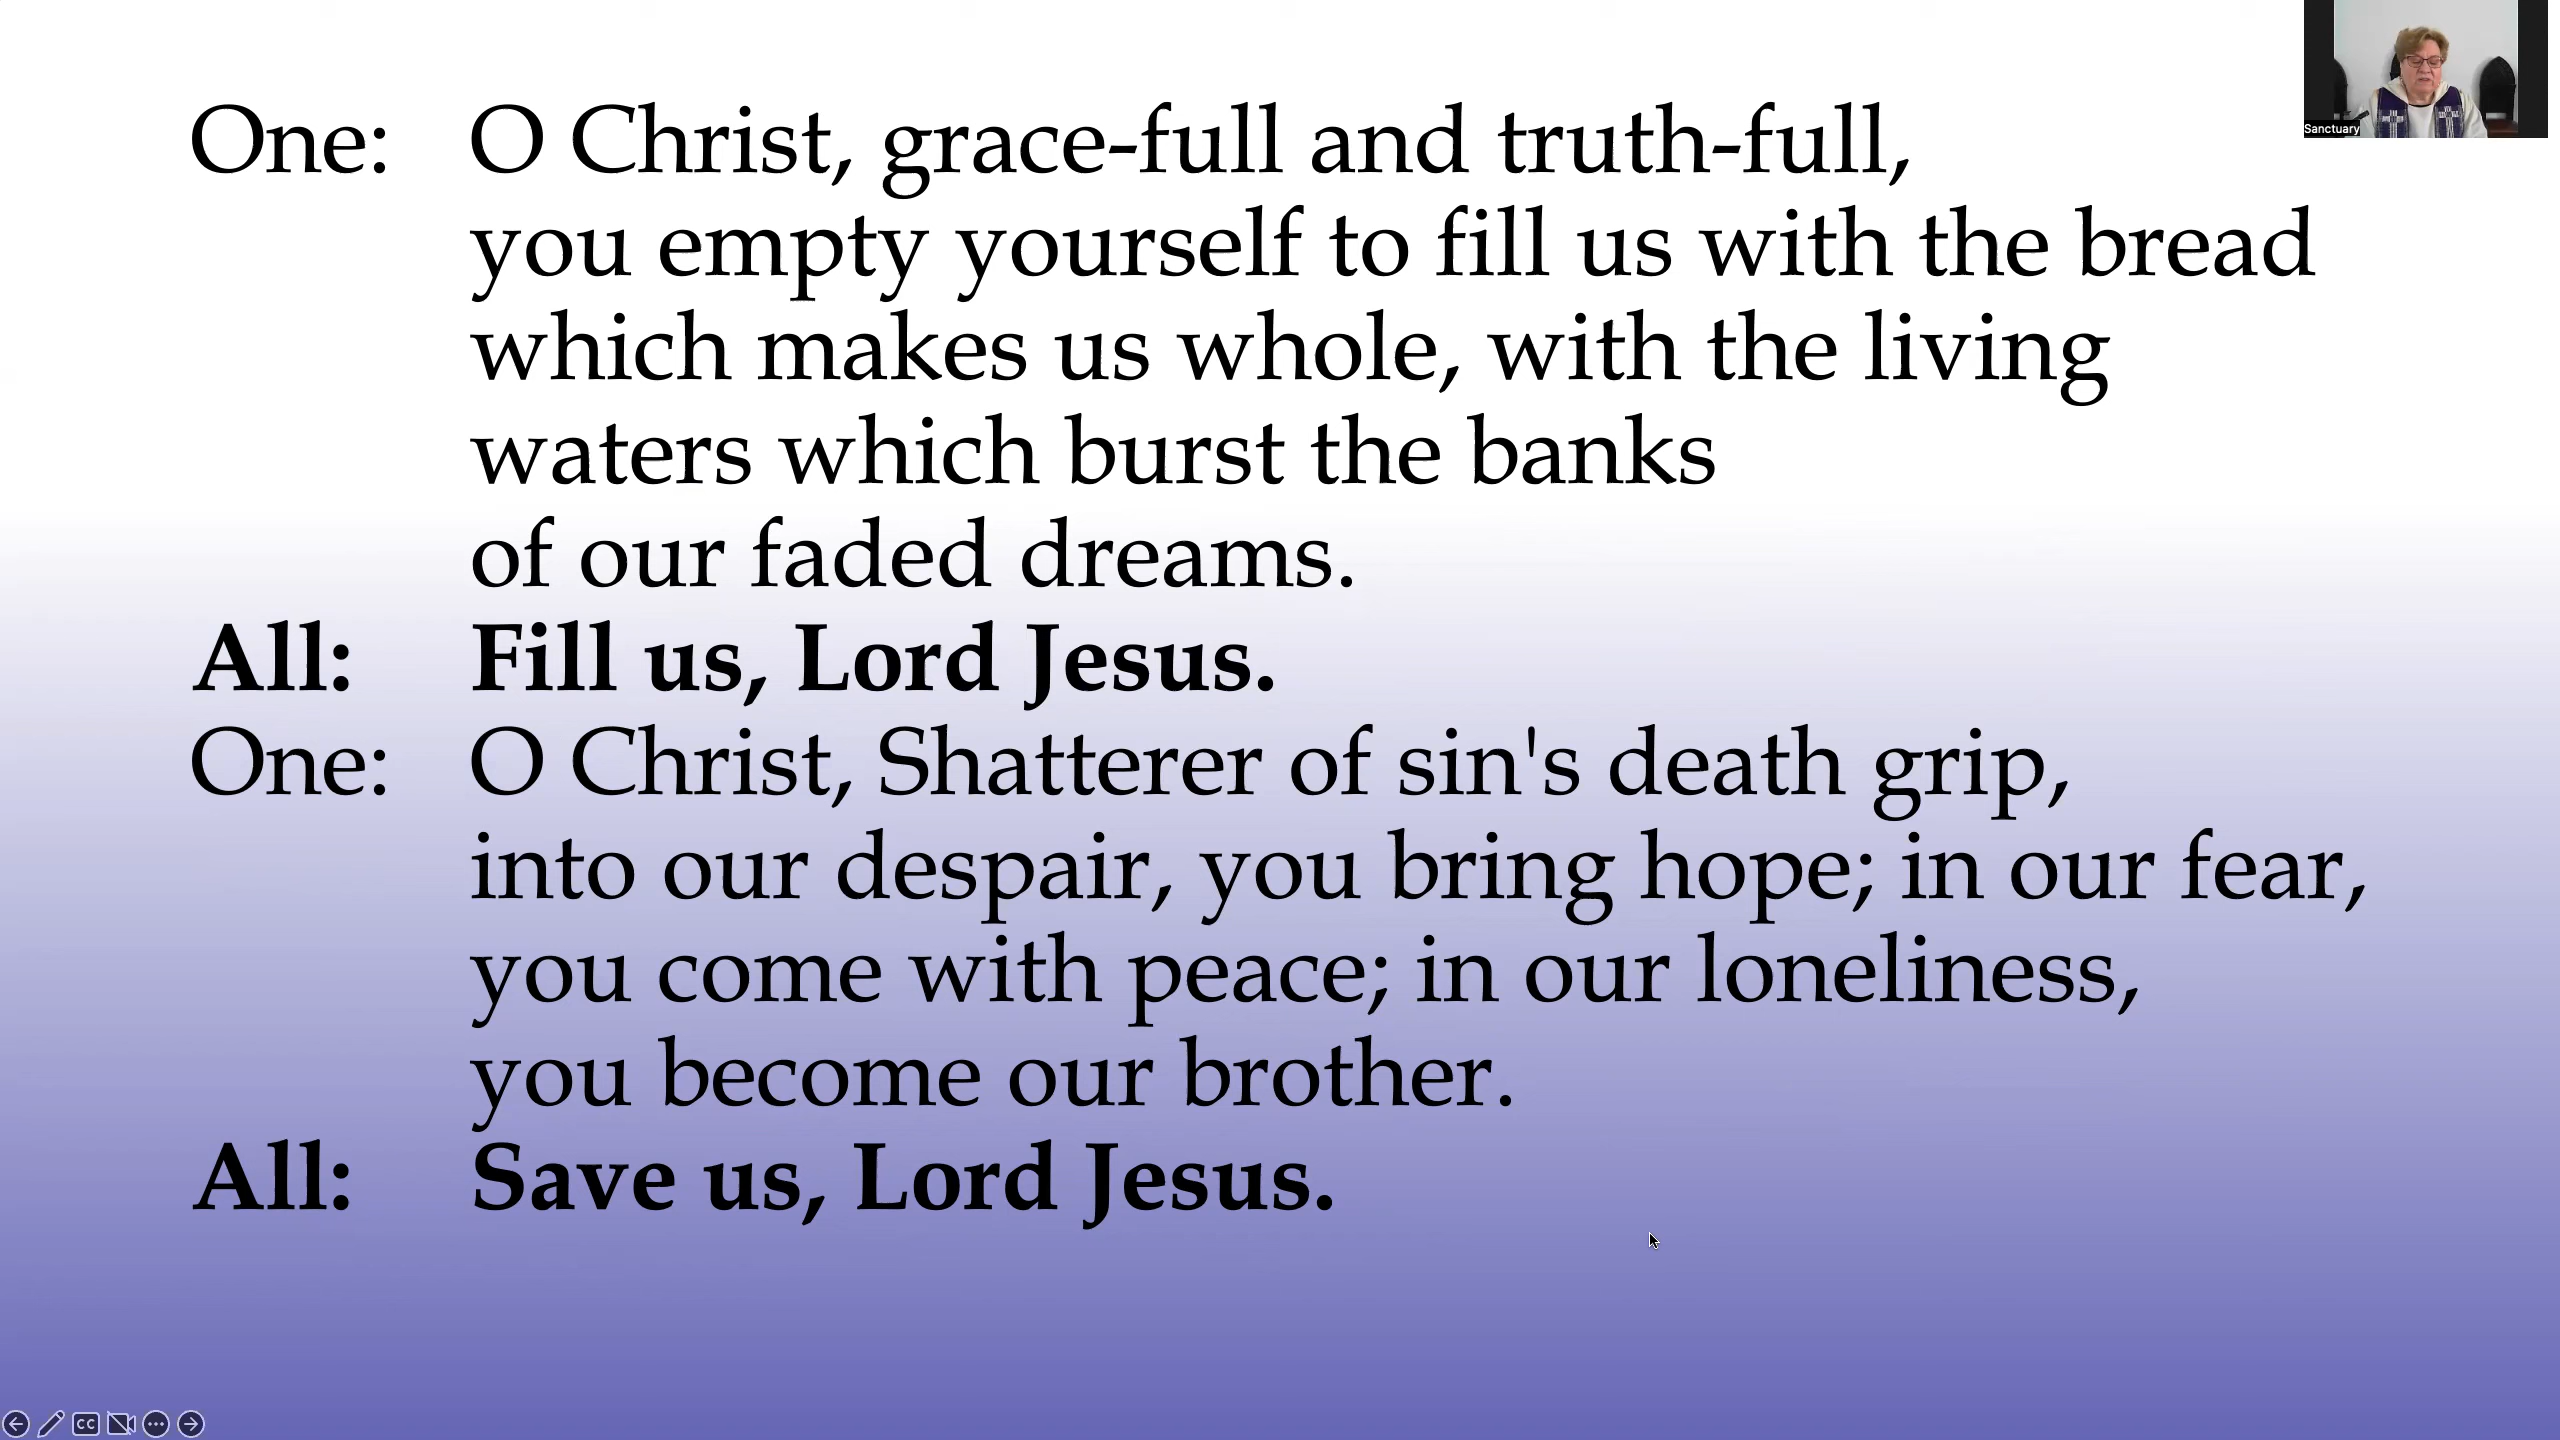 One: O Christ, grace-full and truth-full,
you empty yourself to fill us with the bread
which makes us whole, with the living
waters which burst the banks
of our faded dreams.
All: Fill us, Lord Jesus.
One: O Christ, Shatterer of sin's death grip,
into our despair, you bring hope; in our fear,
you come with peace; in our loneliness,
you become our brother.
All: Save us, Lord Jesus.
Sanctuary
CC